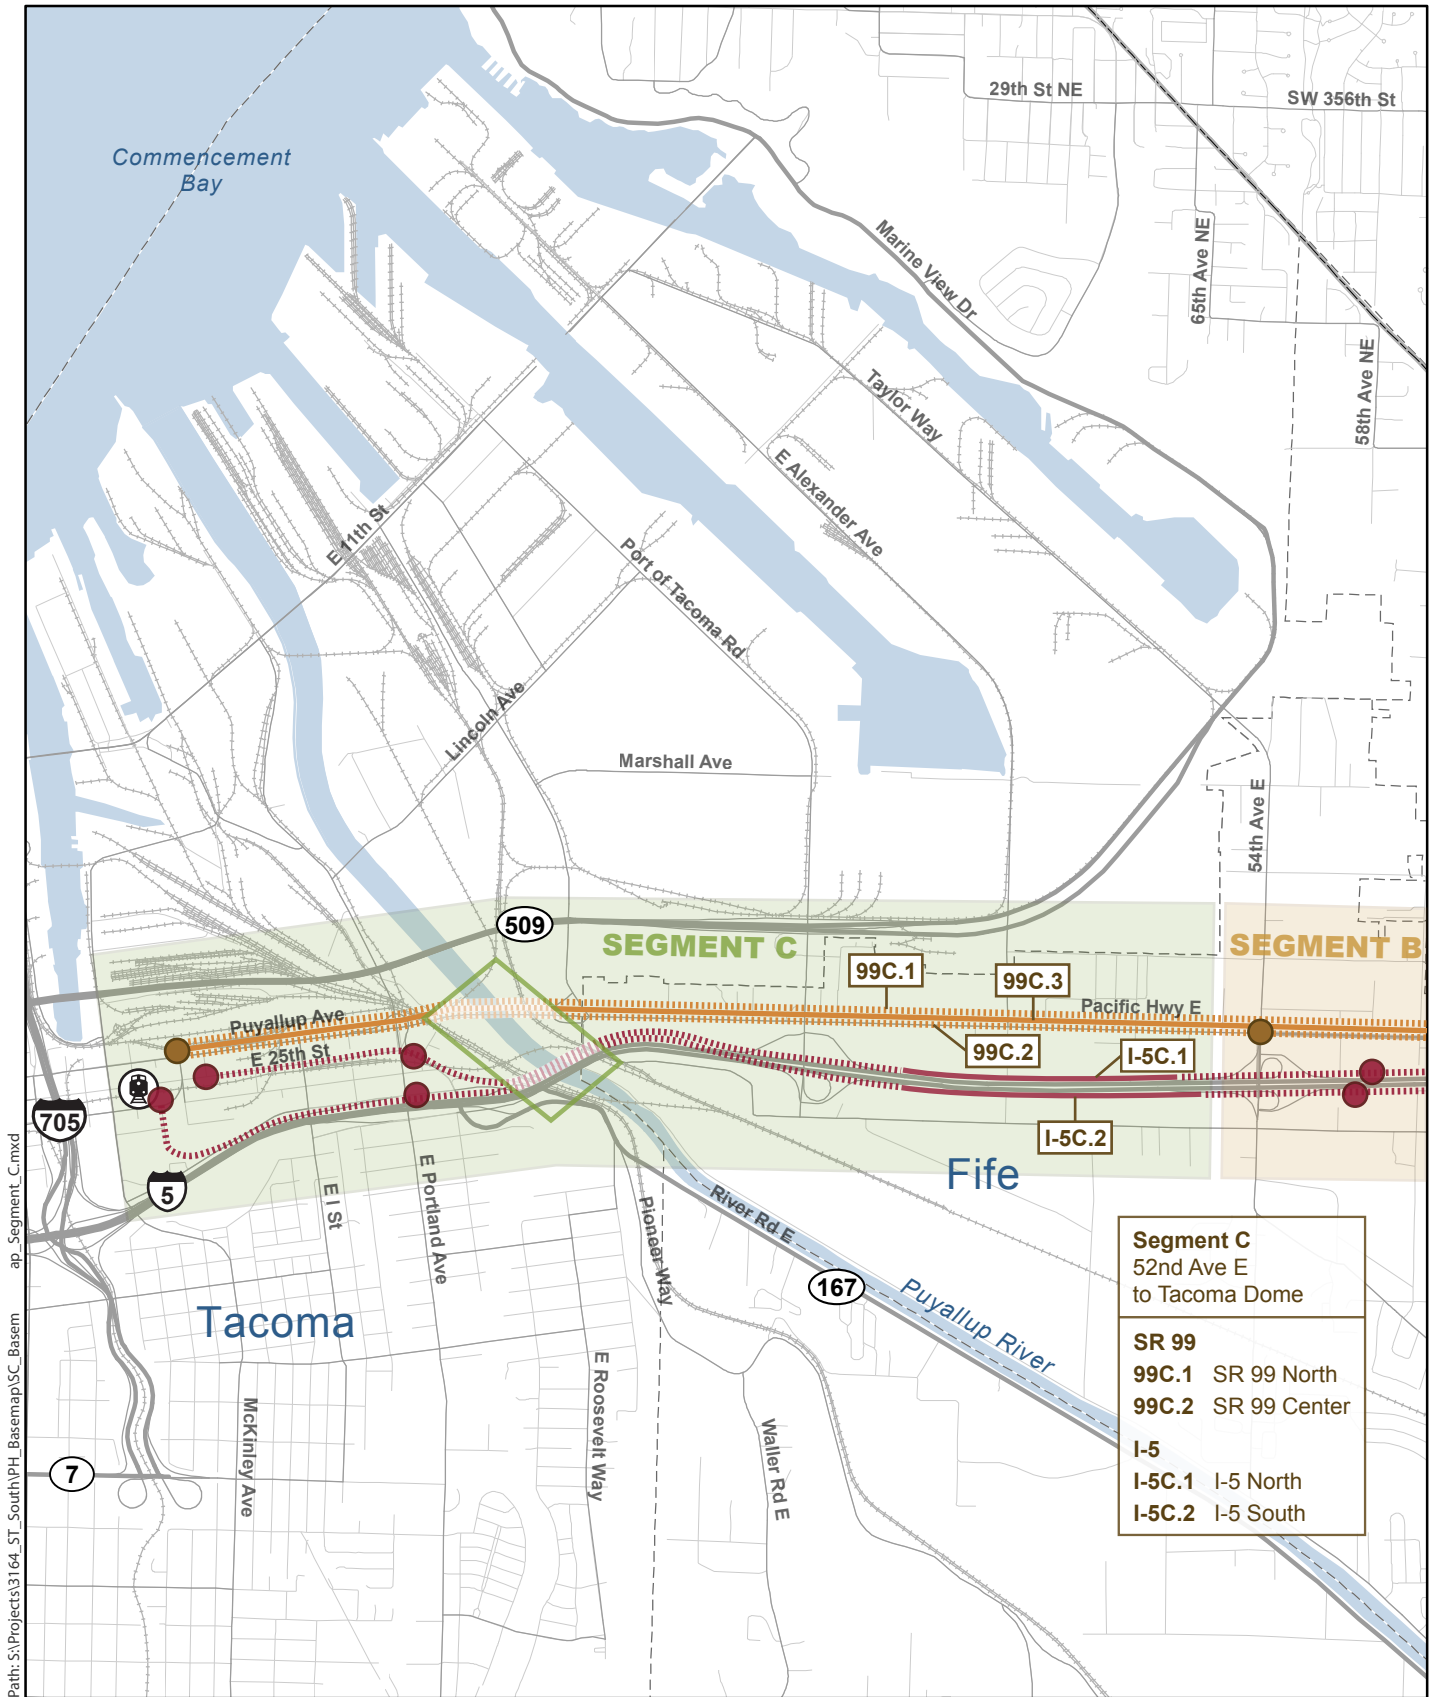 29th St NE
SW 356th St
Commencement
Bay
Marine View Dr
65th Ave NE
58th Ave NE
Taylor Way
E Alexander Ave
E 11th St
Port of Tacoma Rd
Lincoln Ave
Marshall Ave
54th Ave E
509
SEGMENT C
SEGMENT B
99C.1
99C.3
Pacific Hwy E
Puyallup Ave
E 25th St
99C.2
I-5C.1
705
I-5C.2
5
Fife
E I St
E Portland Ave
Pioneer Way
River Rd E
167
Puyallup River
Tacoma
Segment C
52nd Ave E
to Tacoma Dome
SR 99
99C.1 SR 99 North
99C.2 SR 99 Center
I-5
I-5C.1 I-5 North
I-5C.2 I-5 South
McKinley Ave
E Roosevelt Way
Waller Rd E
7
Path: S:\Projects\3164_ST_South\PH_Basemap\SC_Basem ap_Segment_C.mxd